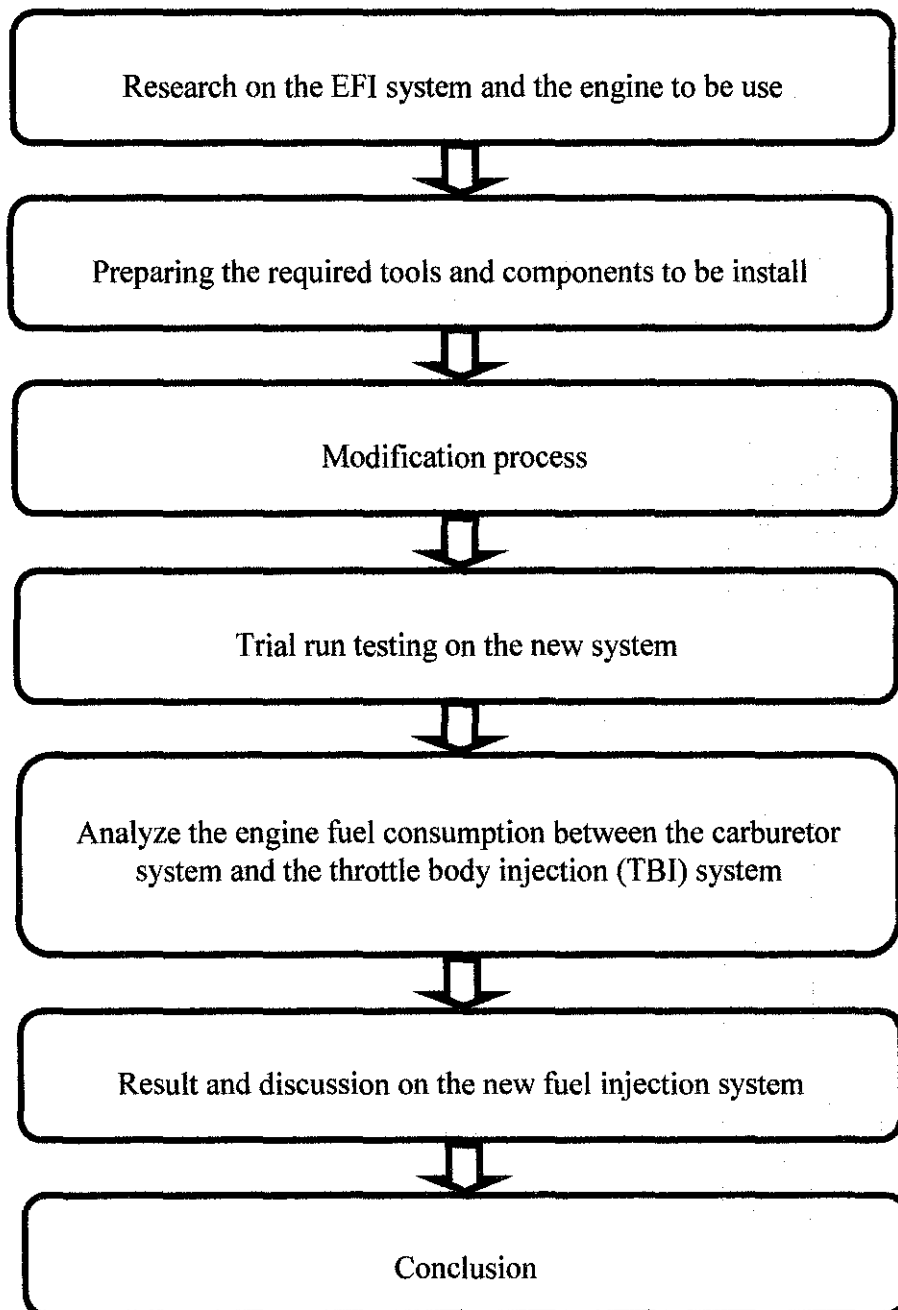 Research on the EFI system and the engine to be use
Preparing the required tools and components to be install
Modification process
Trial run testing on the new system
Analyze the engine fuel consumption between the carburetor
system and the throttle body injection (TBI) system
Result and discussion on the new fuel injection system
Conclusion